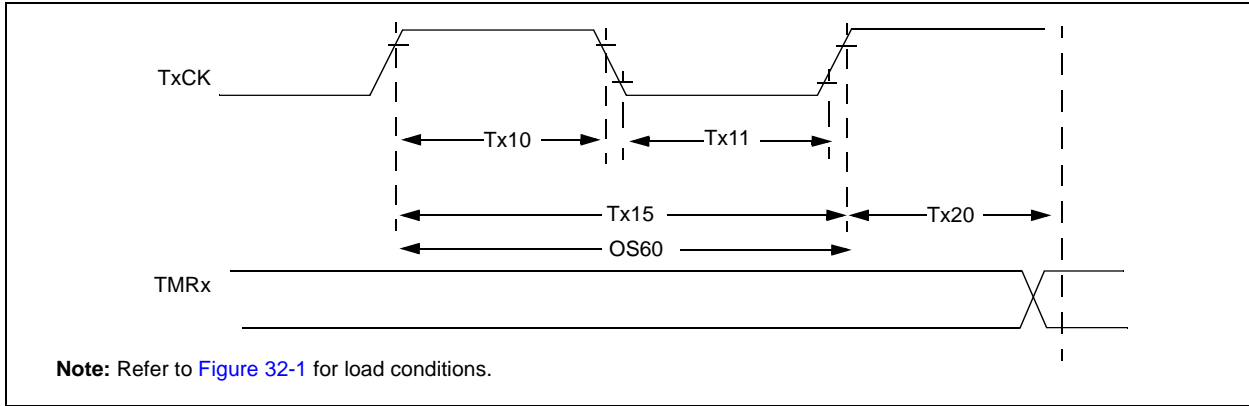 TxCK
Tx10
Tx11
Tx15
Tx20
OS60
TMRx
Note: Refer to Figure 32-1 for load conditions.